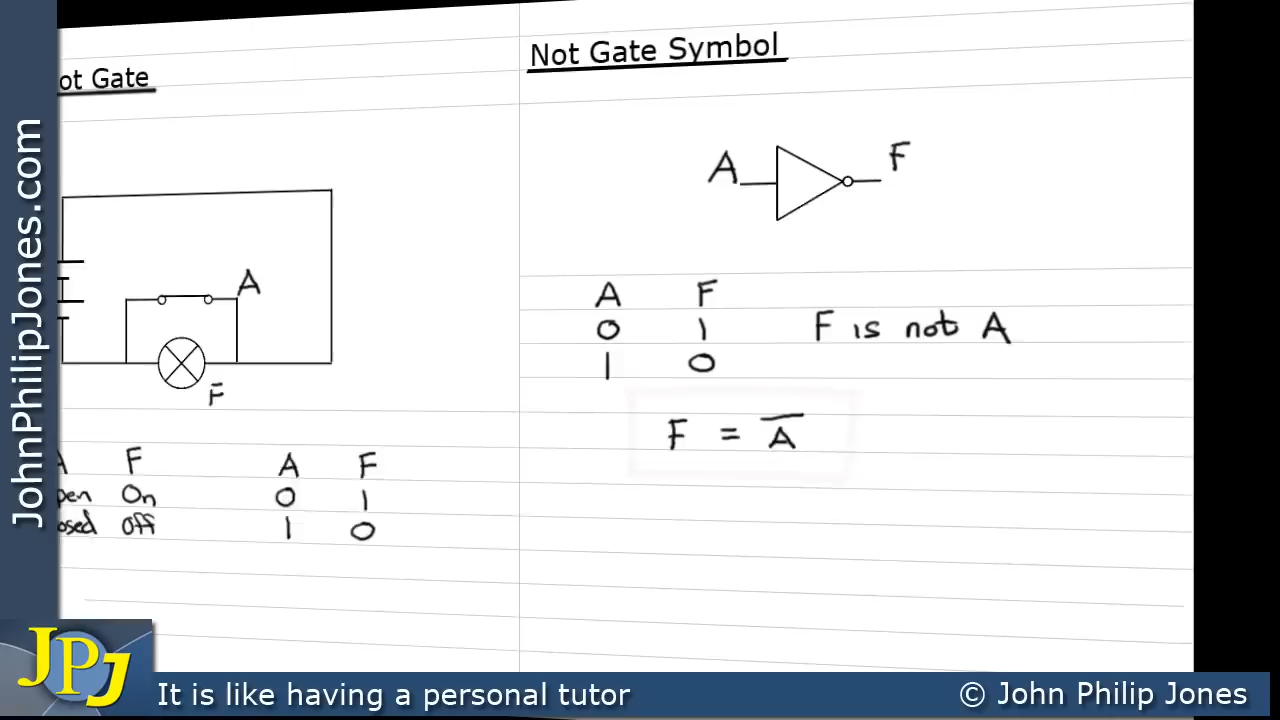 JohnPhilipJones.com
ot Gate
A
F
A F A F
pen On 0 1
osed Off 1 0
Not Gate Symbol
A F
A F
0 1 F is not A
1 0
F = A̅
JPJ
It is like having a personal tutor
© John Philip Jones